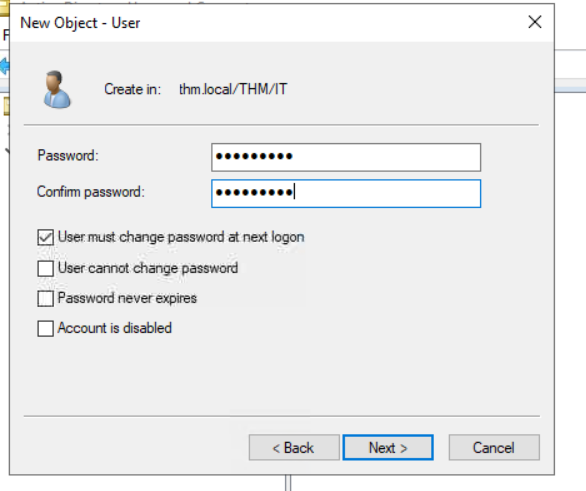 New Object - User
Create in: thm.local/THM/IT
Password: •••••••••
Confirm password: •••••••••
User must change password at next logon
User cannot change password
Password never expires
Account is disabled
< Back Next > Cancel